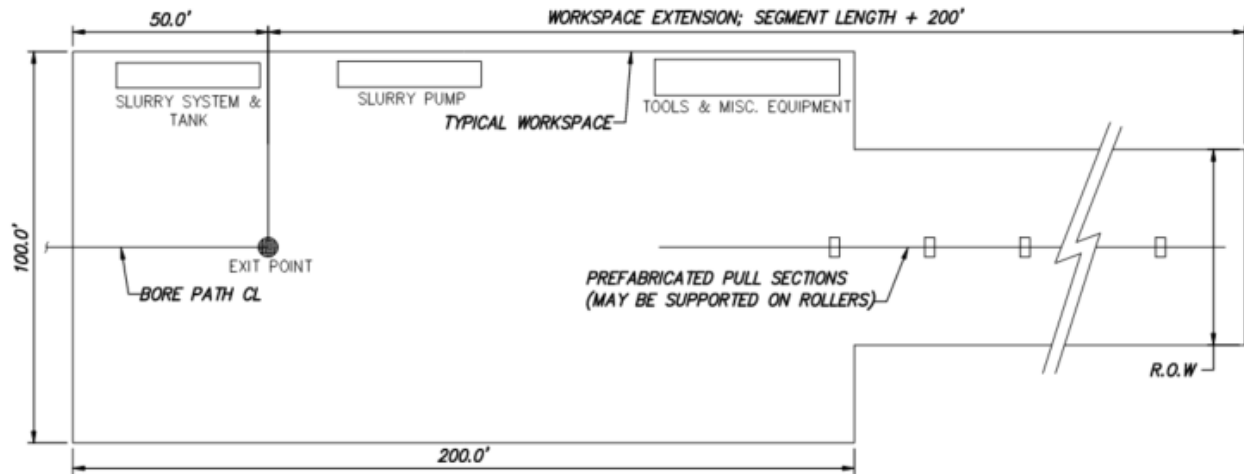 50.0'
WORKSPACE EXTENSION; SEGMENT LENGTH + 200'
SLURRY SYSTEM &
TANK
SLURRY PUMP
TOOLS & MISC. EQUIPMENT
TYPICAL WORKSPACE
100.0'
EXIT POINT
BORE PATH CL
PREFABRICATED PULL SECTIONS
(MAY BE SUPPORTED ON ROLLERS)
R.O.W
200.0'